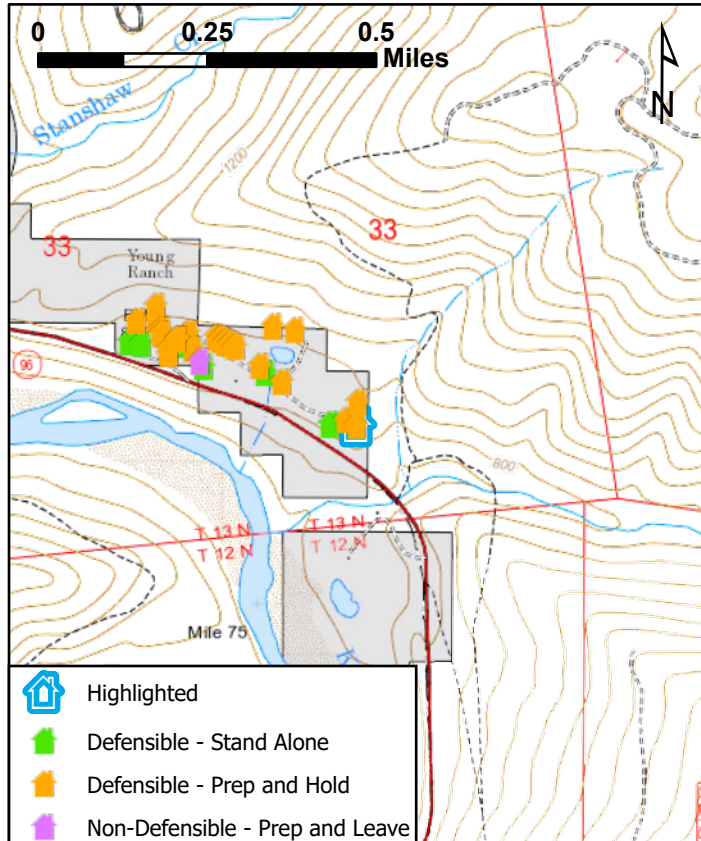 0 0.25 0.5
Miles
N
Stanshaw
1200
33
33
Young
Ranch
96
800
T 13 N T 13 N
T 12 N T 12 N
Mile 75
K
Highlighted
Defensible - Stand Alone
Defensible - Prep and Hold
Non-Defensible - Prep and Leave